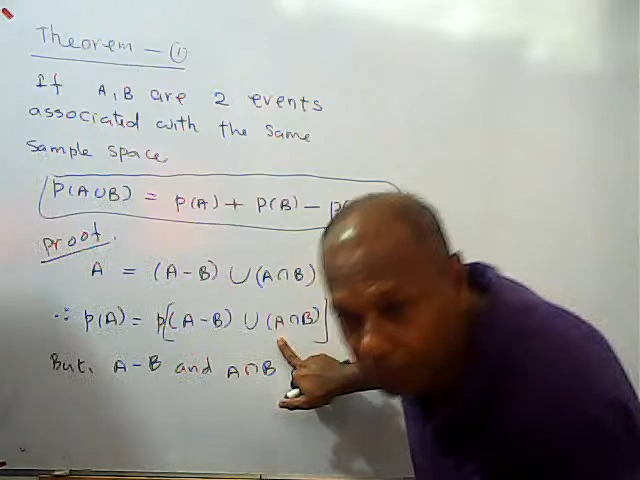 Theorem - ①
If A, B are 2 events
associated with the same
sample space
P(A∪B) = P(A) + P(B) - P(
proof.
A = (A-B) ∪ (A∩B)
∴ P(A) = P[(A-B) ∪ (A∩B)]
But, A-B and A∩B